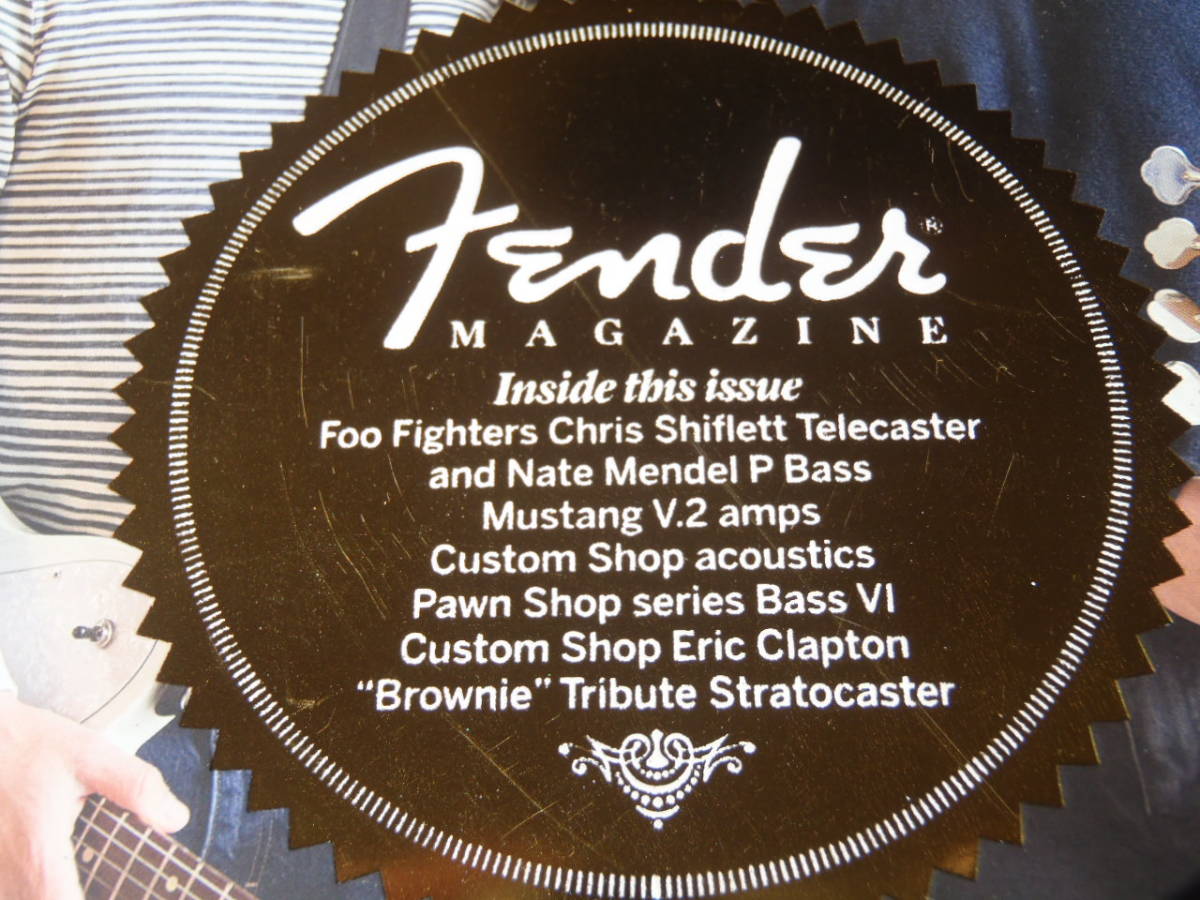 Fender®
MAGAZINE
Inside this issue
Foo Fighters Chris Shiflett Telecaster
and Nate Mendel P Bass
Mustang V.2 amps
Custom Shop acoustics
Pawn Shop series Bass VI
Custom Shop Eric Clapton
“Brownie” Tribute Stratocaster